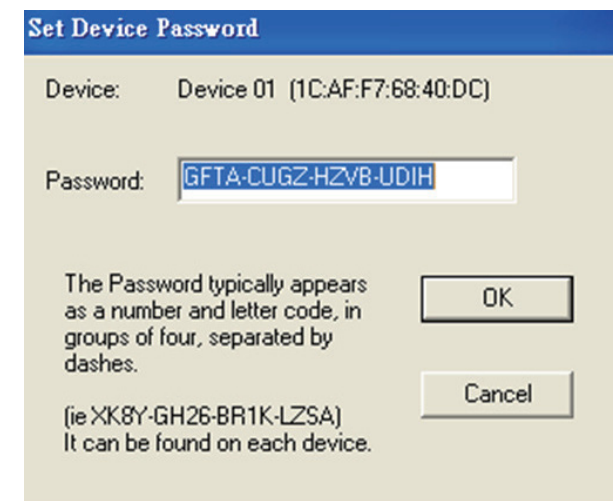 Set Device Password
Device: Device 01 (1C:AF:F7:68:40:DC)
Password: GFTA-CUGZ-HZVB-UDIH
The Password typically appears
as a number and letter code, in
groups of four, separated by
dashes.
OK
Cancel
(ie XK8Y-GH26-BR1K-LZSA)
It can be found on each device.